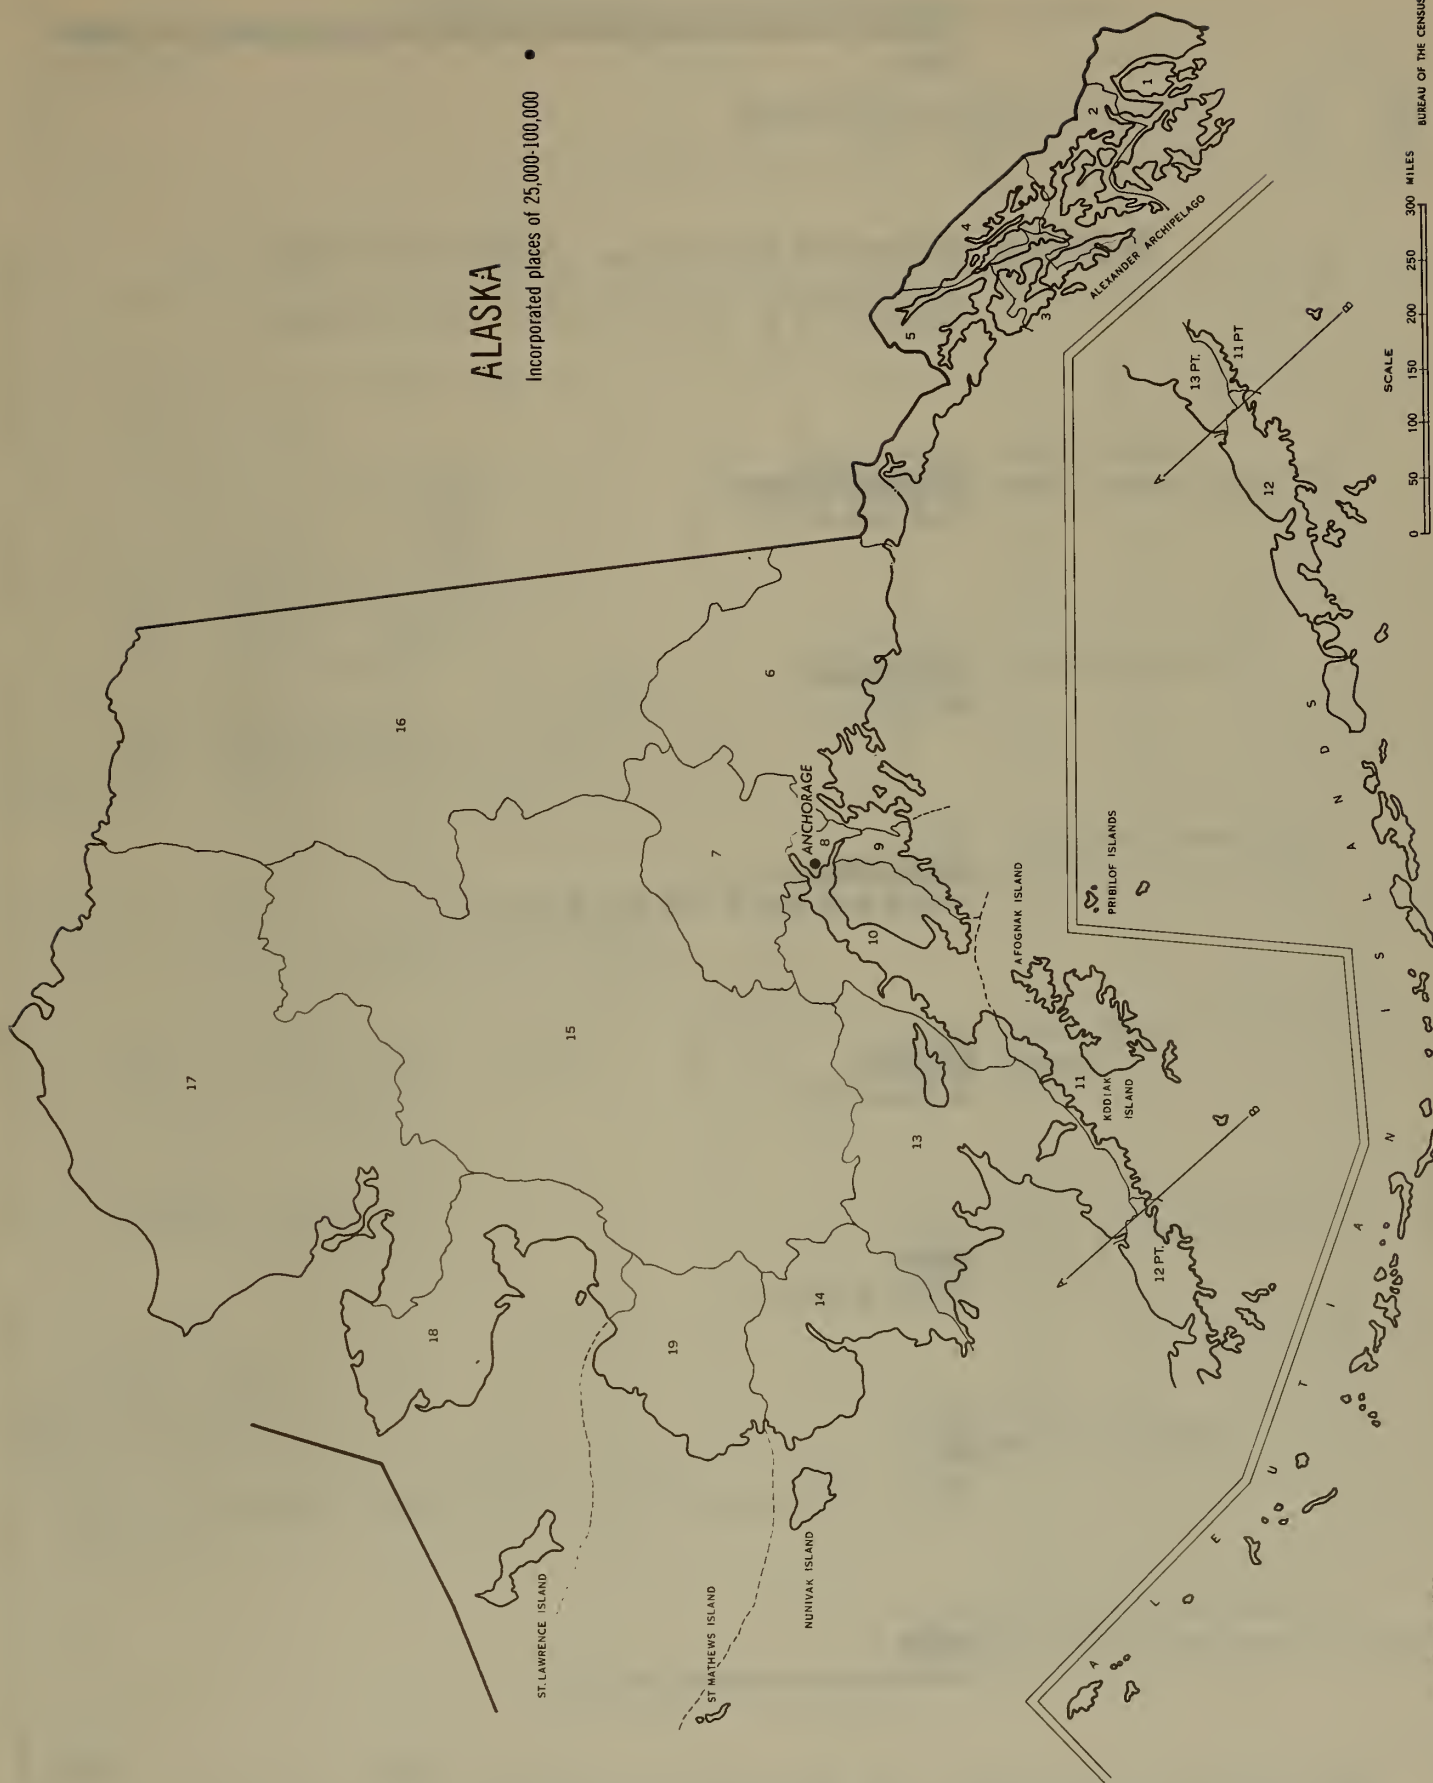 ALASKA
Incorporated places of 25,000-100,000
1
2
3
4
5
ALEXANDER ARCHIPELAGO
6
7
8
ANCHORAGE
9
10
11
12 PT.
13
14
15
16
17
18
19
AFOGNAK ISLAND
KODIAK
ISLAND
A
B
ST. LAWRENCE ISLAND
ST MATHEWS ISLAND
NUNIVAK ISLAND
PRIBILOF ISLANDS
13 PT.
11 PT
12
A
B
ALEUTIAN ISLANDS
SCALE
0 50 100 150 200 250 300 MILES
BUREAU OF THE CENSUS